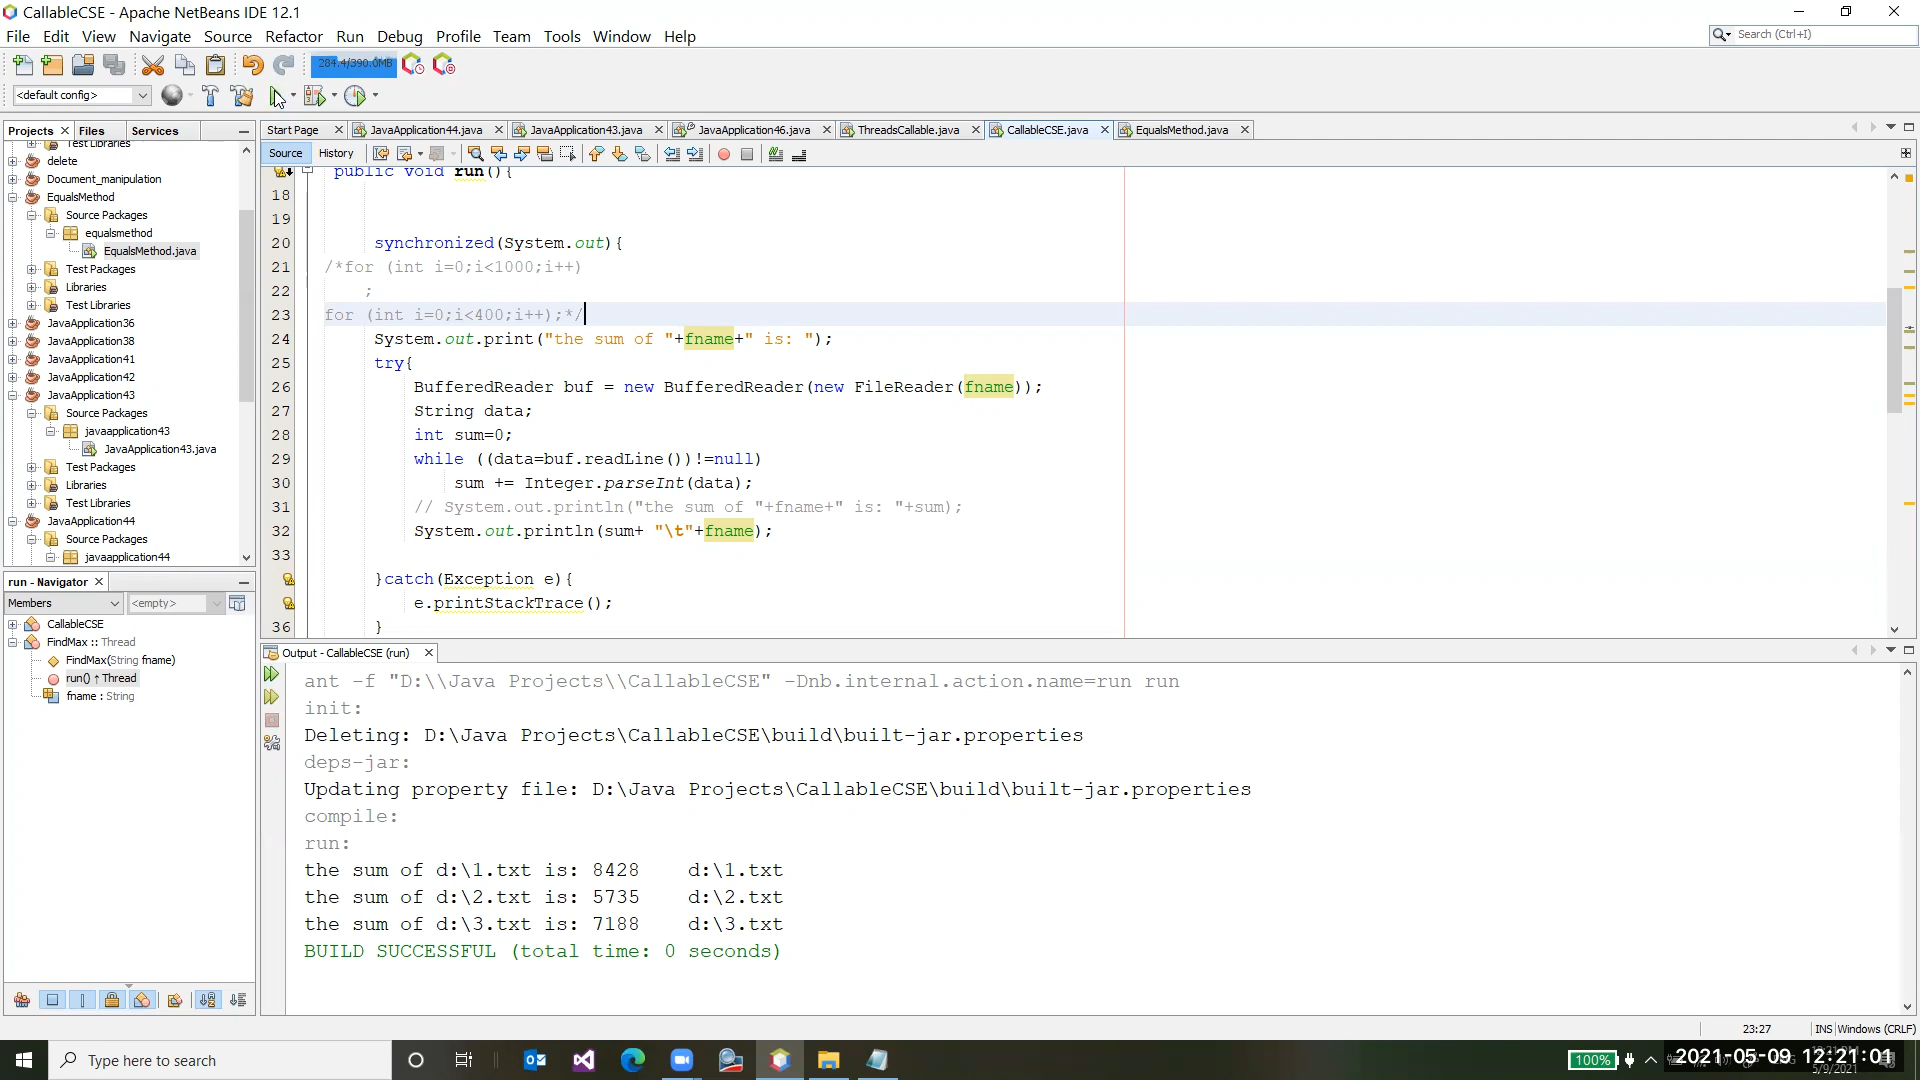 CallableCSE - Apache NetBeans IDE 12.1
File Edit View Navigate Source Refactor Run Debug Profile Team Tools Window Help
Search (Ctrl+I)
284.4/390.0MB
<default config>
Projects Files Services
Start Page JavaApplication44.java JavaApplication43.java JavaApplication46.java ThreadsCallable.java CallableCSE.java EqualsMethod.java
Source History
Test Libraries
delete
Document_manipulation
EqualsMethod
Source Packages
equalsmethod
EqualsMethod.java
Test Packages
Libraries
Test Libraries
JavaApplication36
JavaApplication38
JavaApplication41
JavaApplication42
JavaApplication43
Source Packages
javaapplication43
JavaApplication43.java
Test Packages
Libraries
Test Libraries
JavaApplication44
Source Packages
javaapplication44
public void run(){
18
19
20 synchronized(System.out){
21 /*for (int i=0;i<1000;i++)
22 ;
23 for (int i=0;i<400;i++);*/
24 System.out.print("the sum of "+fname+" is: ");
25 try{
26 BufferedReader buf = new BufferedReader(new FileReader(fname));
27 String data;
28 int sum=0;
29 while ((data=buf.readLine())!=null)
30 sum += Integer.parseInt(data);
31 // System.out.println("the sum of "+fname+" is: "+sum);
32 System.out.println(sum+ "\t"+fname);
33
}catch(Exception e){
e.printStackTrace();
36 }
run - Navigator
Members <empty>
CallableCSE
FindMax :: Thread
FindMax(String fname)
run() ↑ Thread
fname : String
Output - CallableCSE (run)
ant -f "D:\\Java Projects\\CallableCSE" -Dnb.internal.action.name=run run
init:
Deleting: D:\Java Projects\CallableCSE\build\built-jar.properties
deps-jar:
Updating property file: D:\Java Projects\CallableCSE\build\built-jar.properties
compile:
run:
the sum of d:\1.txt is: 8428 d:\1.txt
the sum of d:\2.txt is: 5735 d:\2.txt
the sum of d:\3.txt is: 7188 d:\3.txt
BUILD SUCCESSFUL (total time: 0 seconds)
23:27 INS Windows (CRLF)
Type here to search
100%
2021-05-09 12:21:01
5/9/2021